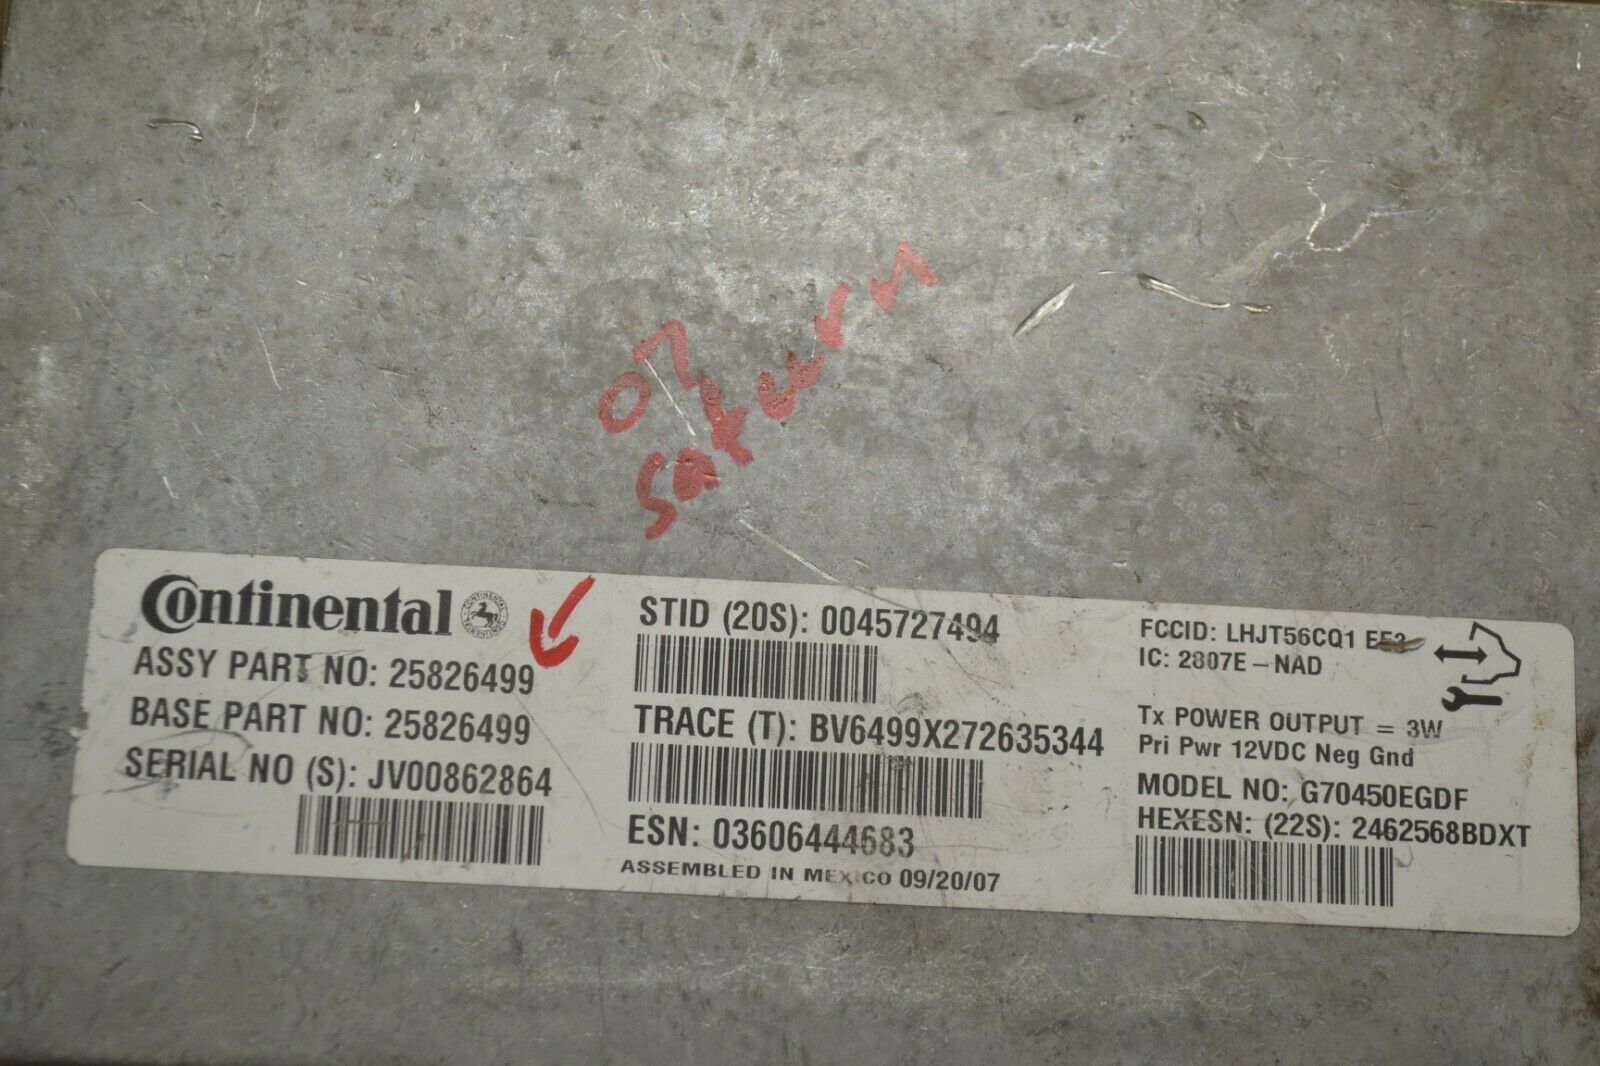 07
Saturn
Continental
CONTINENTAL CONTINENTAL
ASSY PART NO: 25826499
BASE PART NO: 25826499
SERIAL NO (S): JV00862864
STID (20S): 0045727494
TRACE (T): BV6499X272635344
ESN: 03606444683
ASSEMBLED IN MEXICO 09/20/07
FCCID: LHJT56CQ1
IC: 2807E-NAD
Tx POWER OUTPUT = 3W
Pri Pwr 12VDC Neg Gnd
MODEL NO: G70450EGDF
HEXESN: (22S): 2462568BDXT